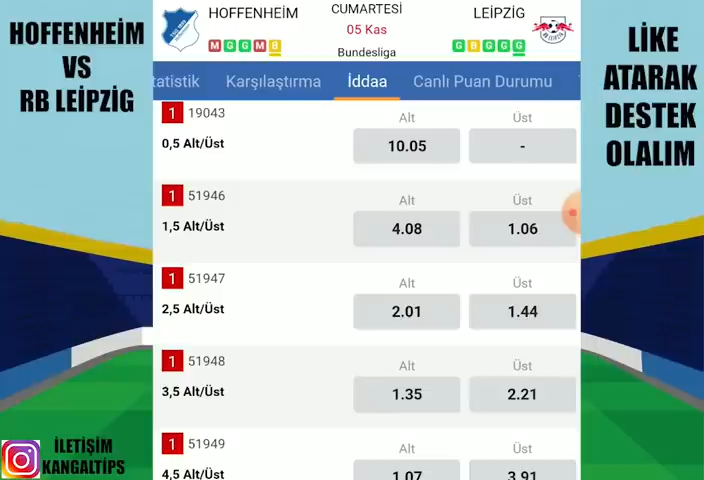 HOFFENHEİM
VS
RB LEİPZİG
HOFFENHEİM
M G G M B
CUMARTESİ
05 Kas
Bundesliga
LEİPZİG
G B G G G
LİKE
ATARAK
DESTEK
OLALIM
tatistik Karşılaştırma İddaa Canlı Puan Durumu
1 19043
0,5 Alt/Üst
Alt Üst
10.05 -
1 51946
1,5 Alt/Üst
Alt Üst
4.08 1.06
1 51947
2,5 Alt/Üst
Alt Üst
2.01 1.44
1 51948
3,5 Alt/Üst
Alt Üst
1.35 2.21
1 51949
4,5 Alt/Üst
Alt Üst
1.07 3.91
İLETİŞİM
KANGALTİPS